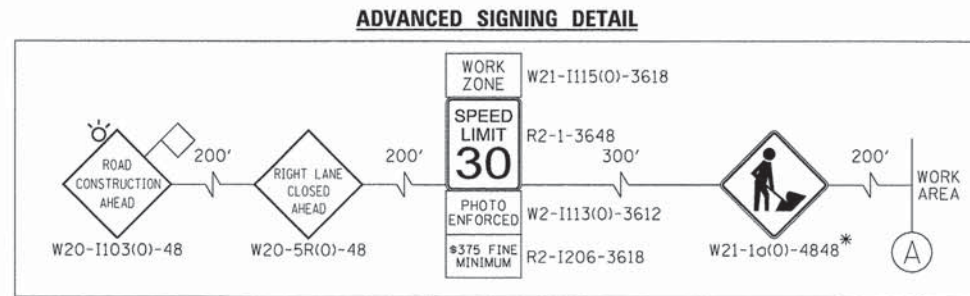 ADVANCED SIGNING DETAIL
ROAD
CONSTRUCTION
AHEAD
W20-I103(O)-48
200'
RIGHT LANE
CLOSED
AHEAD
W20-5R(O)-48
200'
WORK
ZONE
W21-I115(O)-3618
SPEED
LIMIT
30
R2-1-3648
PHOTO
ENFORCED
W2-I113(O)-3612
$375 FINE
MINIMUM
R2-I206-3618
300'
W21-1a(O)-4848*
200'
WORK
AREA
A